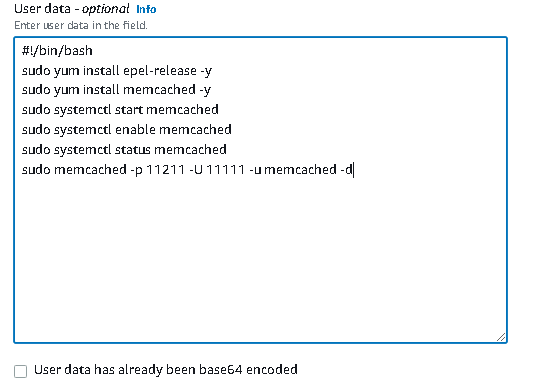 User data - optional Info
Enter user data in the field.
#!/bin/bash
sudo yum install epel-release -y
sudo yum install memcached -y
sudo systemctl start memcached
sudo systemctl enable memcached
sudo systemctl status memcached
sudo memcached -p 11211 -U 11111 -u memcached -d
User data has already been base64 encoded